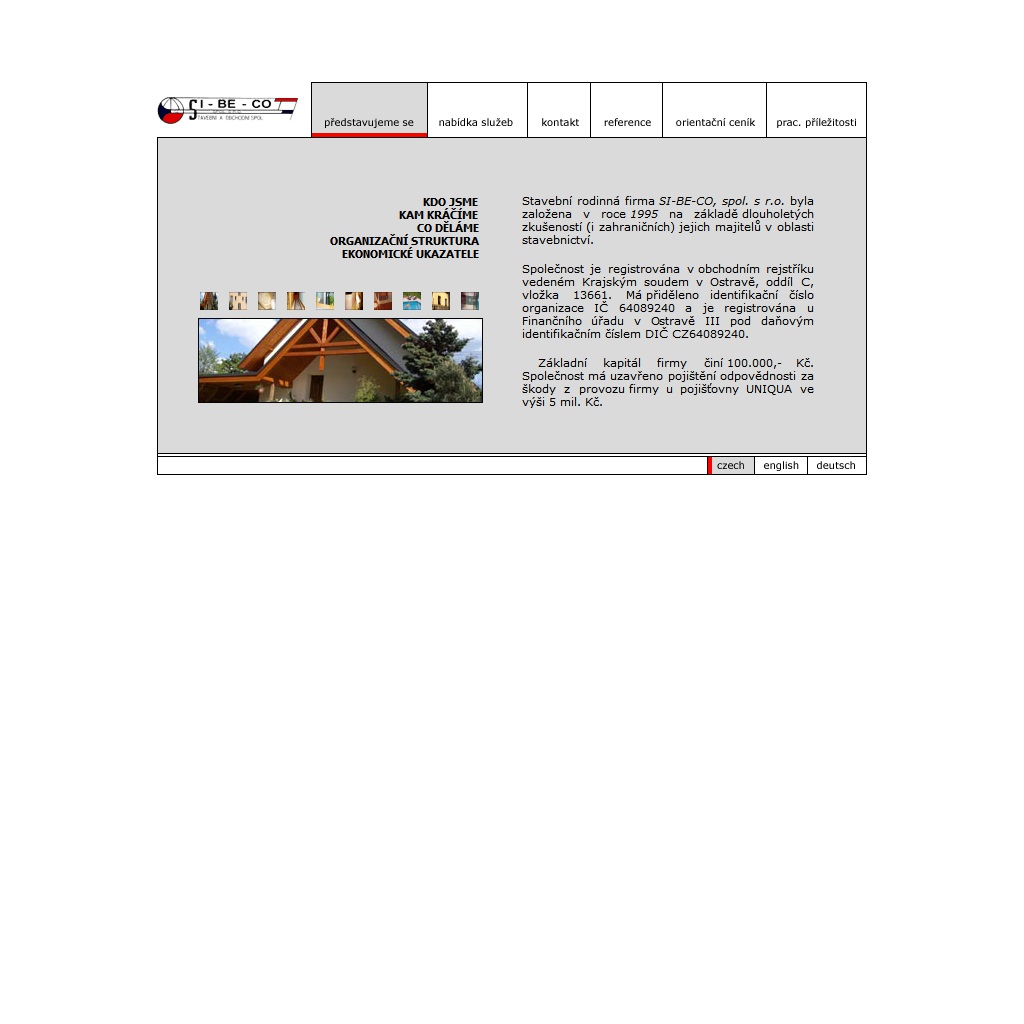 SI - BE - CO
STAVEBNÍ A OBCHODNÍ SPOL.
představujeme se
nabídka služeb
kontakt
reference
orientační ceník
prac. příležitosti
KDO JSME
KAM KRÁČÍME
CO DĚLÁME
ORGANIZAČNÍ STRUKTURA
EKONOMICKÉ UKAZATELE
Stavební rodinná firma SI-BE-CO, spol. s r.o. byla
založena v roce 1995 na základě dlouholetých
zkušeností (i zahraničních) jejich majitelů v oblasti
stavebnictví.
Společnost je registrována v obchodním rejstříku
vedeném Krajským soudem v Ostravě, oddíl C,
vložka 13661. Má přiděleno identifikační číslo
organizace IČ 64089240 a je registrována u
Finančního úřadu v Ostravě III pod daňovým
identifikačním číslem DIČ CZ64089240.
Základní kapitál firmy činí 100.000,- Kč.
Společnost má uzavřeno pojištění odpovědnosti za
škody z provozu firmy u pojišťovny UNIQUA ve
výši 5 mil. Kč.
czech
english
deutsch